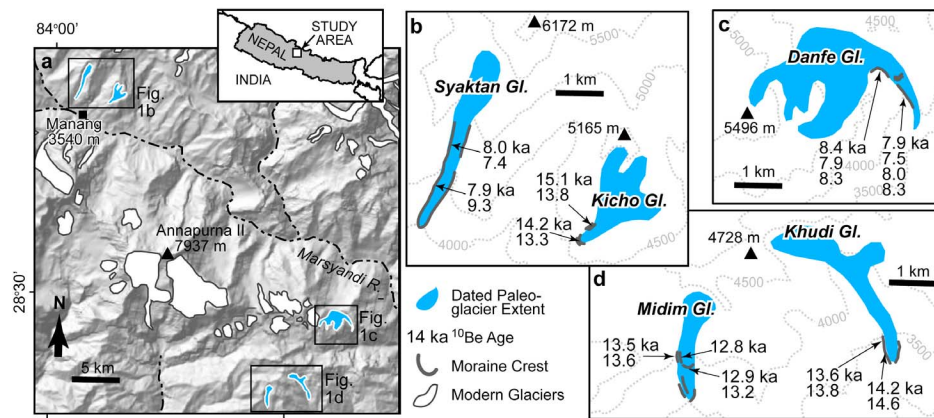 84°00'
a
Fig.
1b
Manang
3540 m
Annapurna II
7937 m
Marsyandi R.
28°30'
N
5 km
Fig.
1c
Fig.
1d
NEPAL
STUDY
AREA
INDIA
b
6172 m
5500
Syaktan Gl.
1 km
5165 m
8.0 ka
7.4
7.9 ka
9.3
15.1 ka
13.8
Kicho Gl.
14.2 ka
13.3
4000
4500
c
4500
5000
Danfe Gl.
5496 m
8.4 ka
7.9
8.3
7.9 ka
7.5
8.0
8.3
4000
3500
1 km
Dated Paleo-
glacier Extent
14 ka ¹⁰Be Age
Moraine Crest
Modern Glaciers
d
4728 m
Khudi Gl.
1 km
Midim Gl.
4000
3500
13.5 ka
13.6
12.8 ka
12.9 ka
13.2
13.6 ka
13.8
14.2 ka
14.6